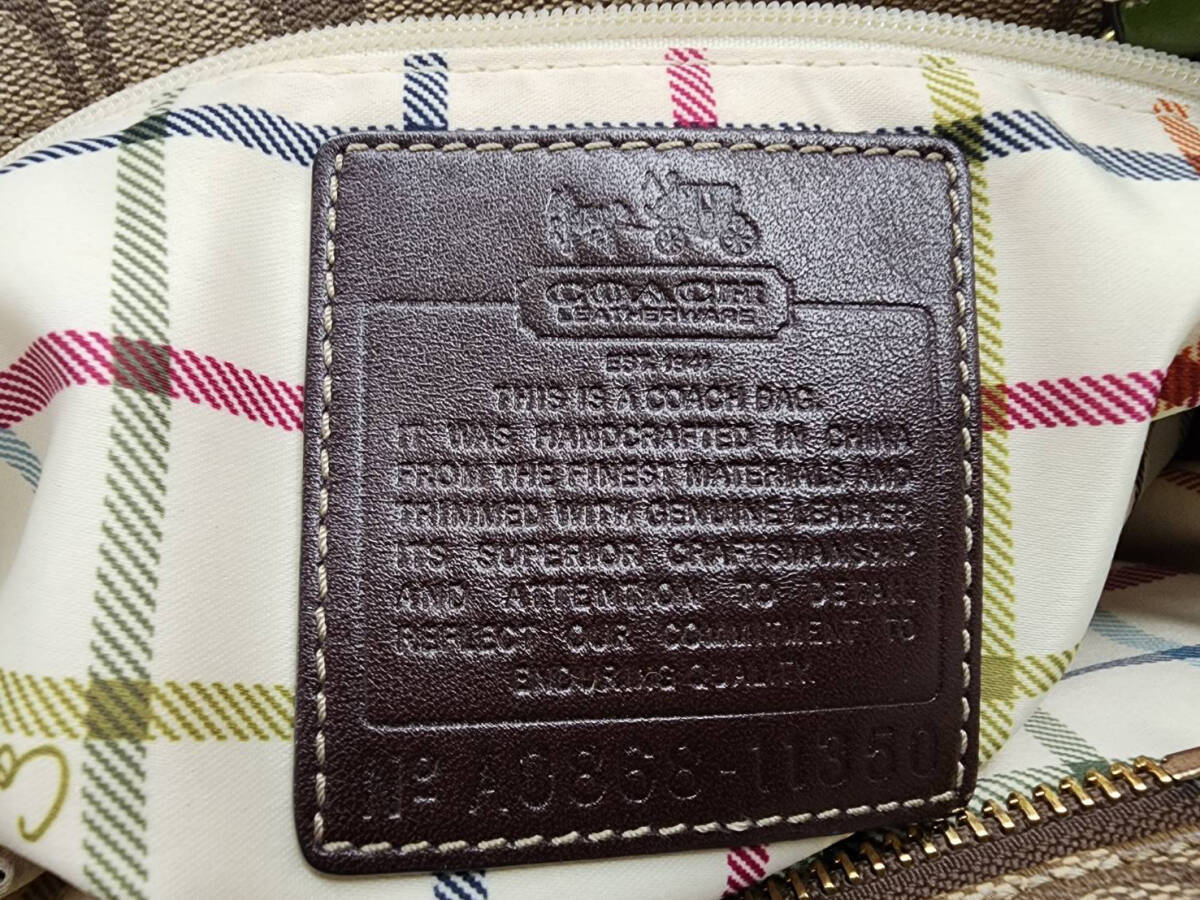 COACH
LEATHERWARE
EST. 1941
THIS IS A COACH BAG.
IT WAS HANDCRAFTED IN CHINA
FROM THE FINEST MATERIALS AND
TRIMMED WITH GENUINE LEATHER.
ITS SUPERIOR CRAFTSMANSHIP
AND ATTENTION TO DETAIL
REFLECT OUR COMMITMENT TO
ENDURING QUALITY.
Nº A0868-11350